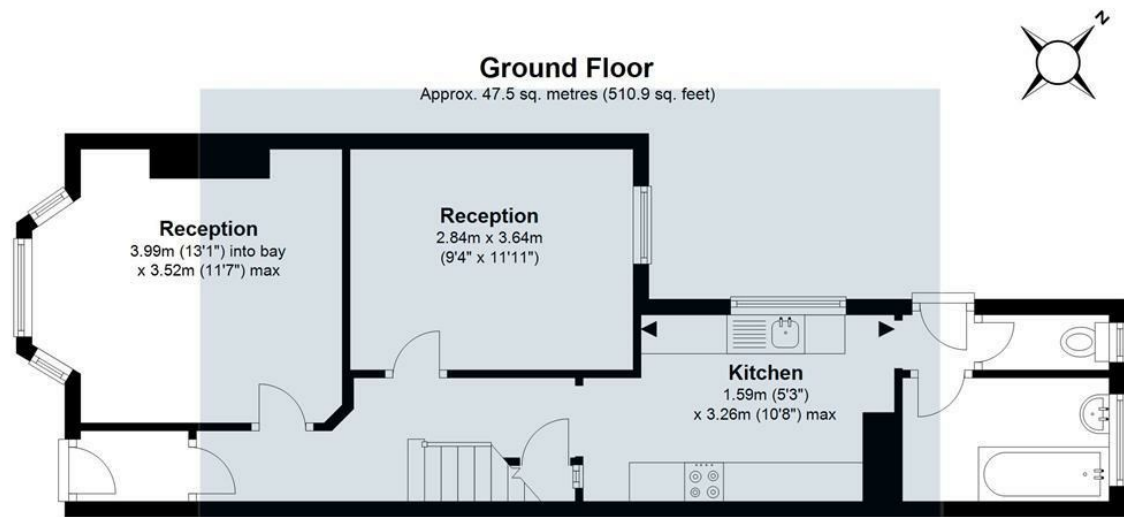 Z
Ground Floor
Approx. 47.5 sq. metres (510.9 sq. feet)
Reception
3.99m (13'1") into bay
x 3.52m (11'7") max
Reception
2.84m x 3.64m
(9'4" x 11'11")
Kitchen
1.59m (5'3")
x 3.26m (10'8") max